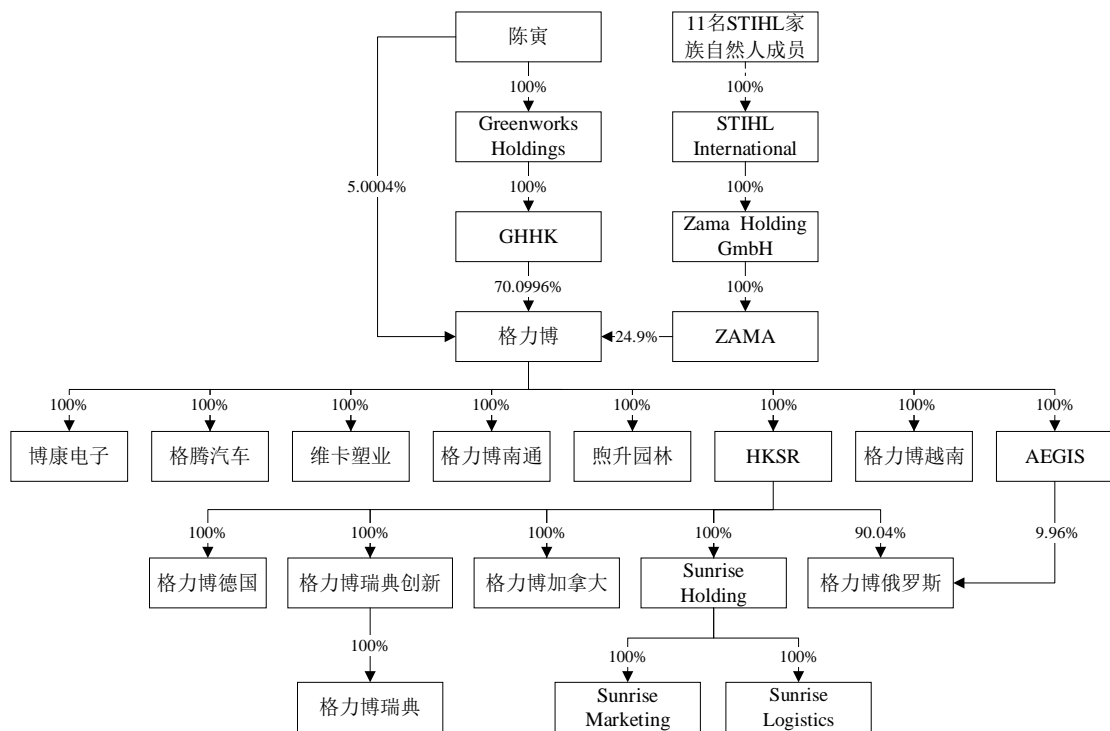 陈寅
11名STIHL家
族自然人成员
100%
100%
Greenworks
Holdings
STIHL
International
5.0004%
100%
100%
GHHK
Zama Holding
GmbH
70.0996%
100%
格力博
24.9%
ZAMA
100%
100%
100%
100%
100%
100%
100%
100%
博康电子
格腾汽车
维卡塑业
格力博南通
煦升园林
HKSR
格力博越南
AEGIS
100%
100%
100%
100%
90.04%
9.96%
格力博德国
格力博瑞典创新
格力博加拿大
Sunrise
Holding
格力博俄罗斯
100%
100%
100%
格力博瑞典
Sunrise
Marketing
Sunrise
Logistics